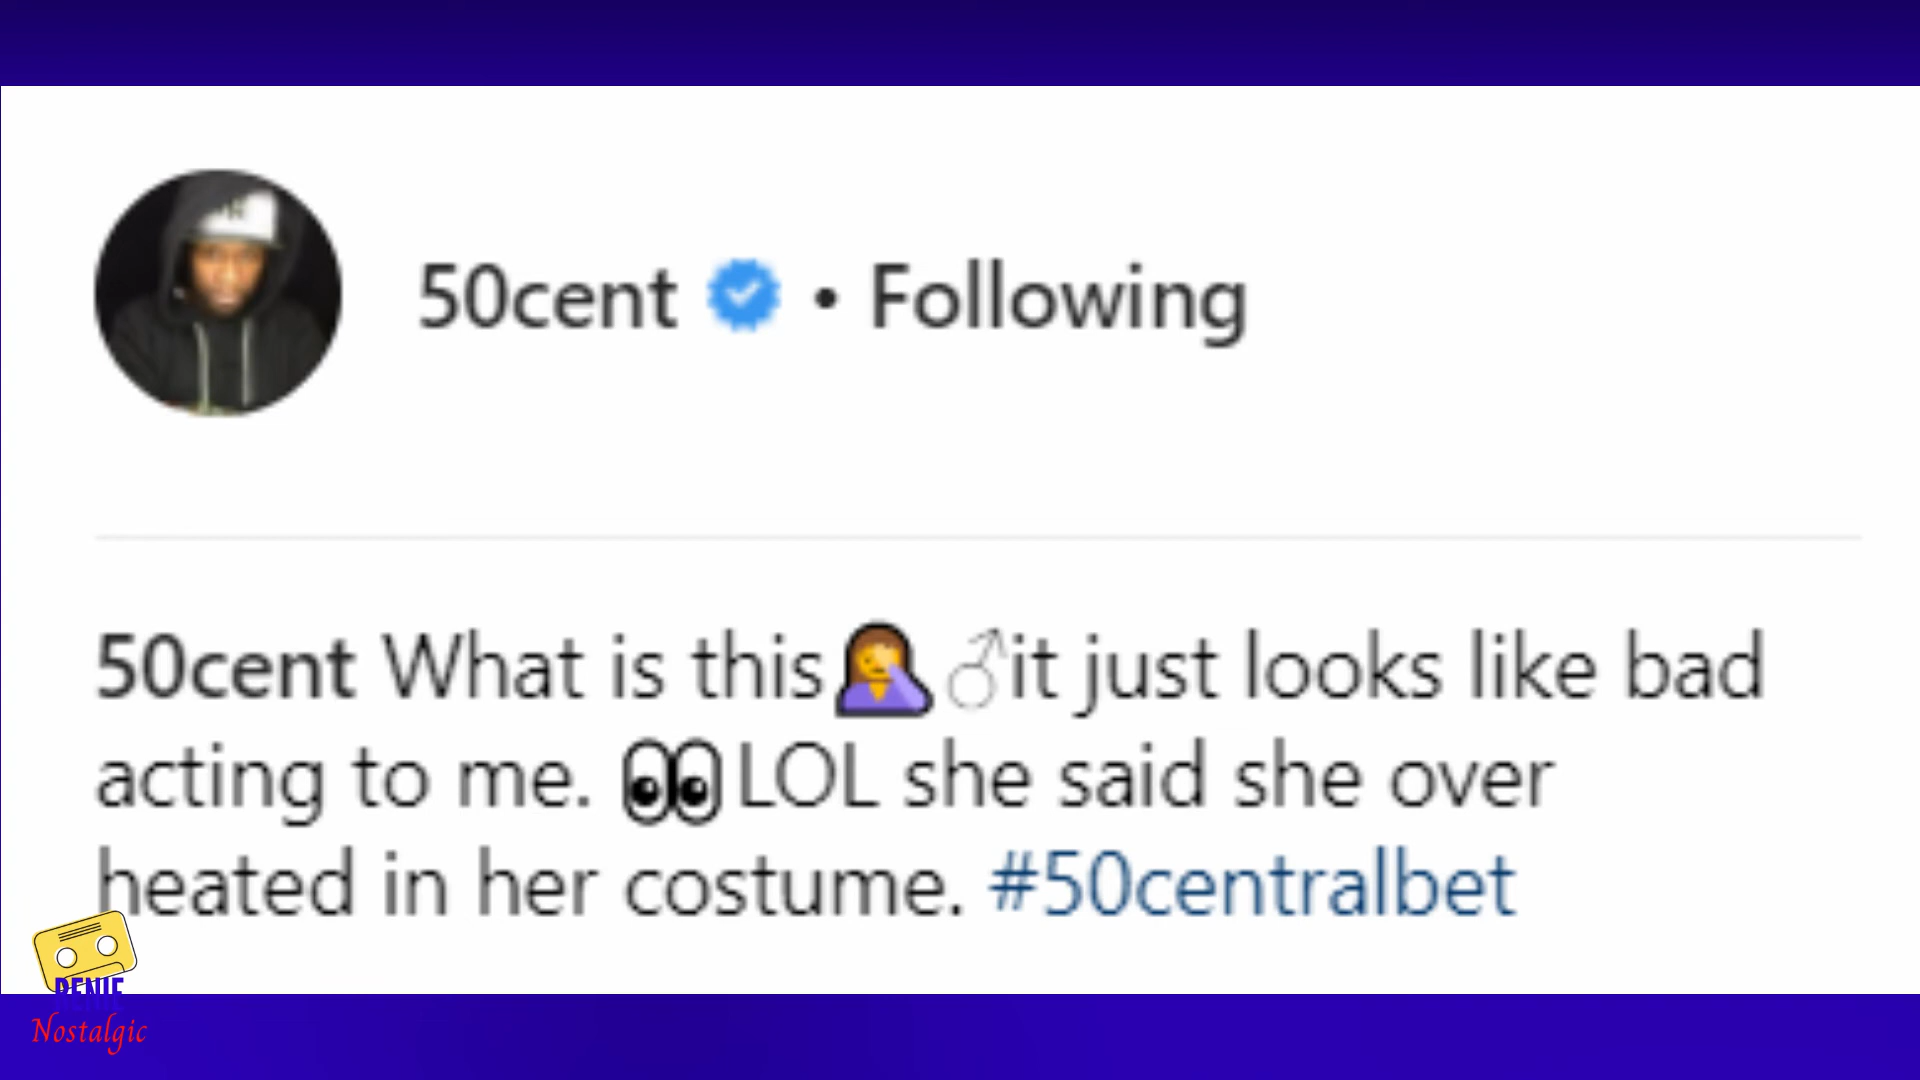 50cent • Following
50cent What is this🤦‍♀️♂it just looks like bad
acting to me. 👀LOL she said she over
heated in her costume. #50centralbet
RENIE
Nostalgic